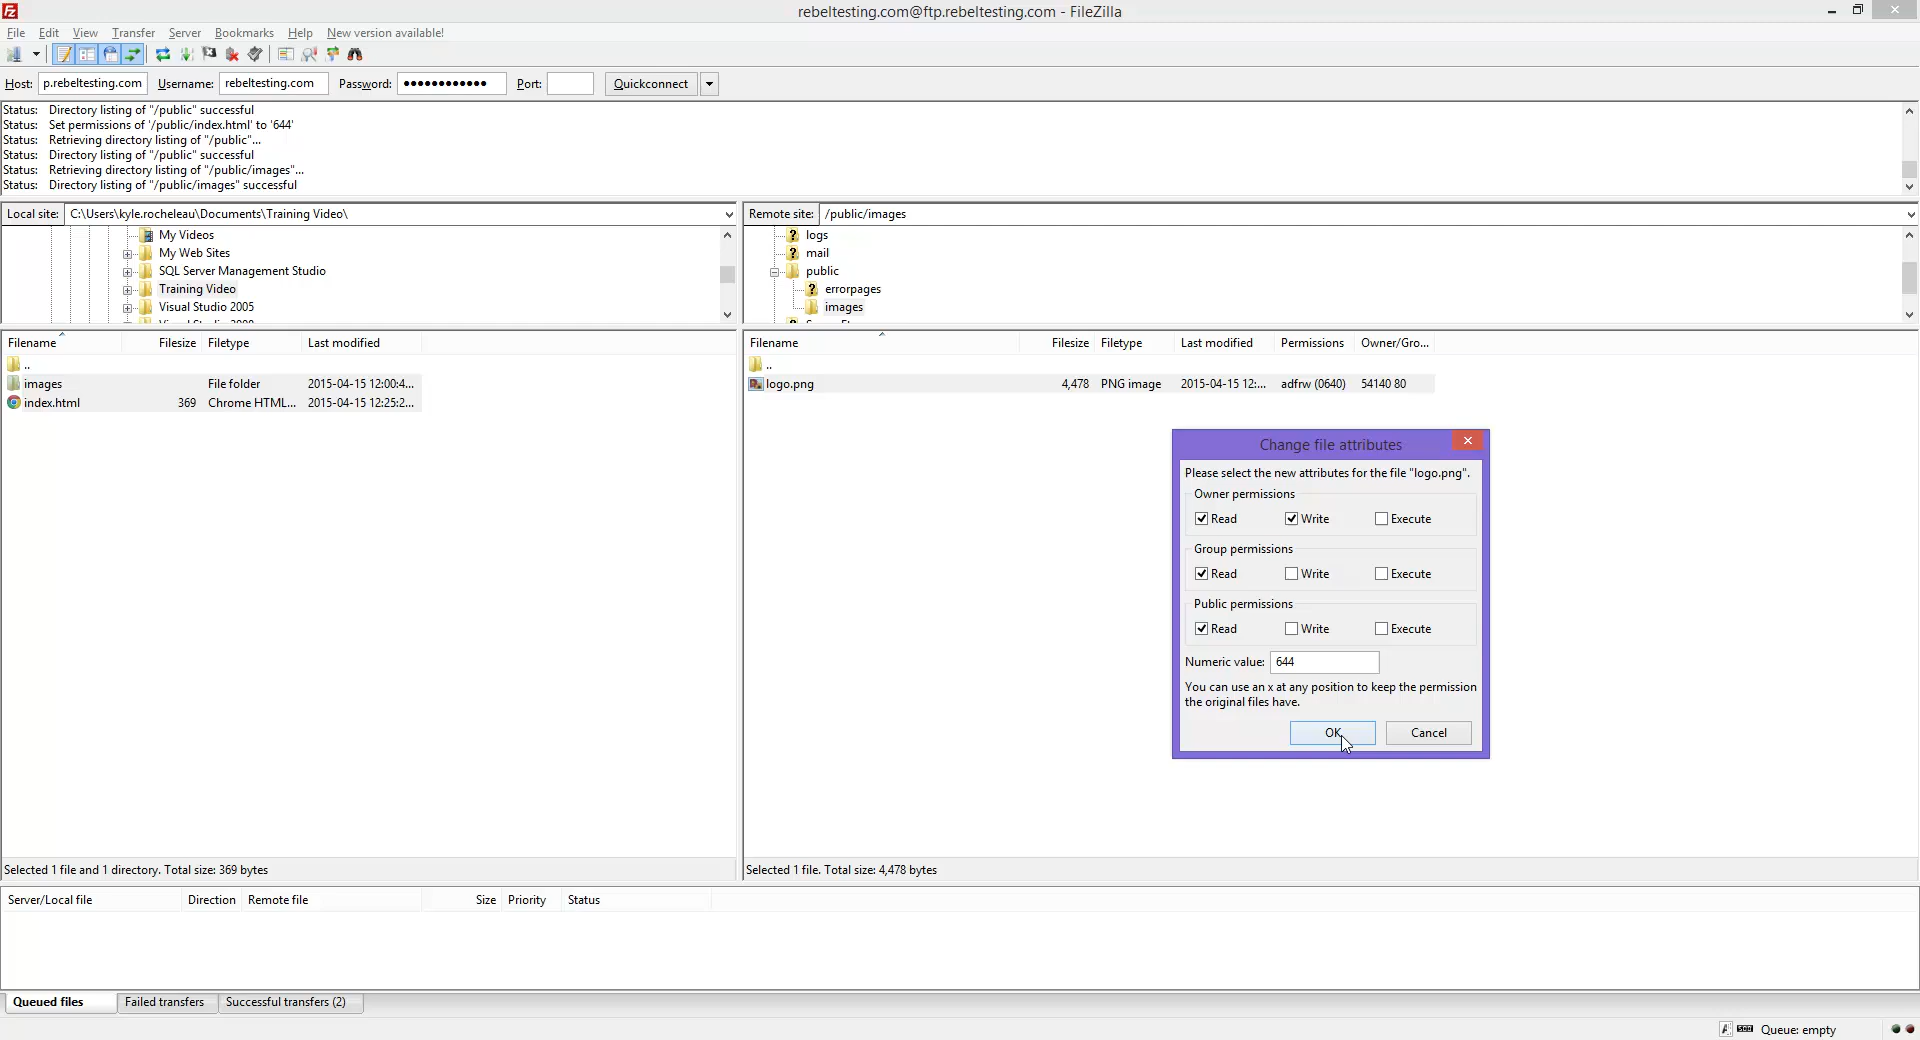 rebeltesting.com@ftp.rebeltesting.com - FileZilla
File Edit View Transfer Server Bookmarks Help New version available!
Host: p.rebeltesting.com Username: rebeltesting.com Password: ●●●●●●●●●●●● Port: Quickconnect
Status: Directory listing of "/public" successful
Status: Set permissions of '/public/index.html' to '644'
Status: Retrieving directory listing of "/public"...
Status: Directory listing of "/public" successful
Status: Retrieving directory listing of "/public/images"...
Status: Directory listing of "/public/images" successful
Local site: C:\Users\kyle.rocheleau\Documents\Training Video\
My Videos
My Web Sites
SQL Server Management Studio
Training Video
Visual Studio 2005
Remote site: /public/images
logs
mail
public
errorpages
images
Filename Filesize Filetype Last modified
..
images File folder 2015-04-15 12:00:4...
index.html 369 Chrome HTML... 2015-04-15 12:25:2...
Selected 1 file and 1 directory. Total size: 369 bytes
Filename Filesize Filetype Last modified Permissions Owner/Gro...
..
logo.png 4,478 PNG image 2015-04-15 12:... adfrw (0640) 54140 80
Selected 1 file. Total size: 4,478 bytes
Change file attributes
Please select the new attributes for the file "logo.png".
Owner permissions
Read Write Execute
Group permissions
Read Write Execute
Public permissions
Read Write Execute
Numeric value: 644
You can use an x at any position to keep the permission
the original files have.
OK Cancel
Server/Local file Direction Remote file Size Priority Status
Queued files Failed transfers Successful transfers (2)
Queue: empty